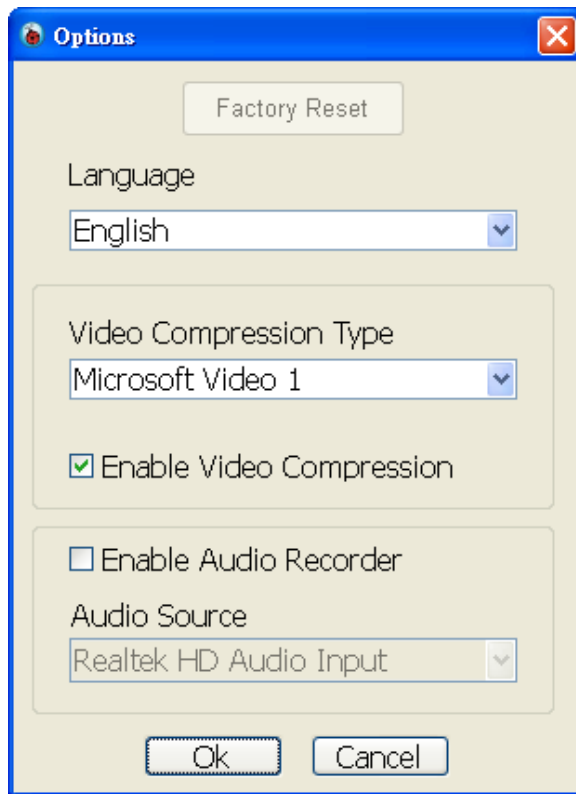 Options
Factory Reset
Language
English
Video Compression Type
Microsoft Video 1
Enable Video Compression
Enable Audio Recorder
Audio Source
Realtek HD Audio Input
Ok
Cancel